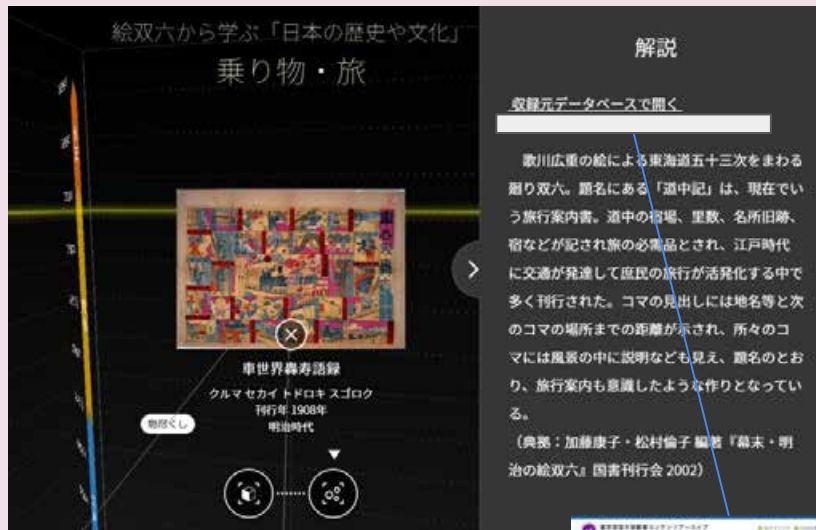 絵双六から学ぶ「日本の歴史や文化」
乗り物・旅
車世界轟寿語録
クルマ セカイ トドロキ スゴロク
刊行年 1908年
明治時代
物尽くし
解説
収録元データベースで開く
歌川広重の絵による東海道五十三次をまわる
廻り双六。題名にある「道中記」は、現在でい
う旅行案内書。道中の宿場、里数、名所旧跡、
宿などが記され旅の必需品とされ、江戸時代
に交通が発達して庶民の旅行が活発化する中で
多く刊行された。コマの見出しには地名等と次
のコマの場所までの距離が示され、所々のコ
マには風景の中に説明なども見え、題名のとお
り、旅行案内も意識したような作りとなってい
る。
（典拠：加藤康子・松村倫子 編著『幕末・明
治の絵双六』国書刊行会 2002）